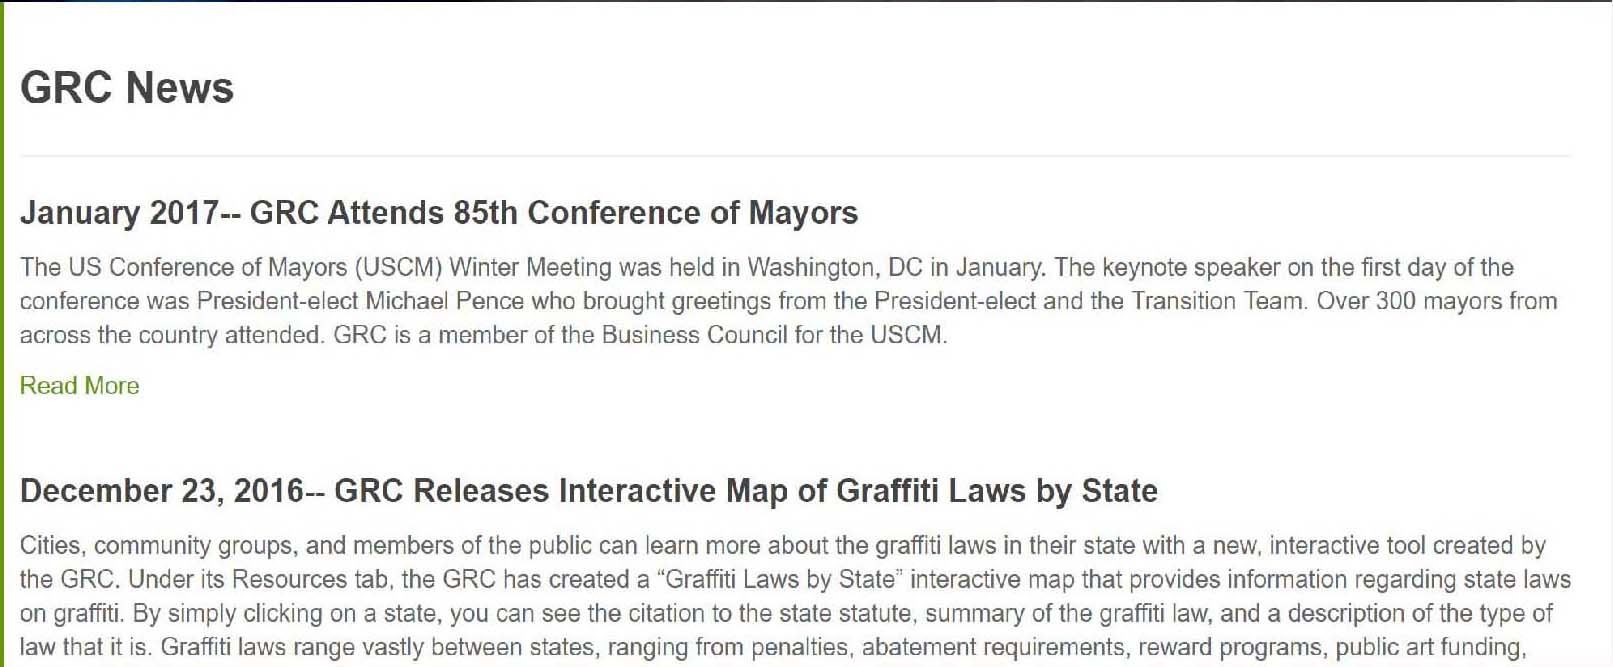 GRC News
January 2017-- GRC Attends 85th Conference of Mayors
The US Conference of Mayors (USCM) Winter Meeting was held in Washington, DC in January. The keynote speaker on the first day of the
conference was President-elect Michael Pence who brought greetings from the President-elect and the Transition Team. Over 300 mayors from
across the country attended. GRC is a member of the Business Council for the USCM.
Read More
December 23, 2016-- GRC Releases Interactive Map of Graffiti Laws by State
Cities, community groups, and members of the public can learn more about the graffiti laws in their state with a new, interactive tool created by
the GRC. Under its Resources tab, the GRC has created a “Graffiti Laws by State” interactive map that provides information regarding state laws
on graffiti. By simply clicking on a state, you can see the citation to the state statute, summary of the graffiti law, and a description of the type of
law that it is. Graffiti laws range vastly between states, ranging from penalties, abatement requirements, reward programs, public art funding,